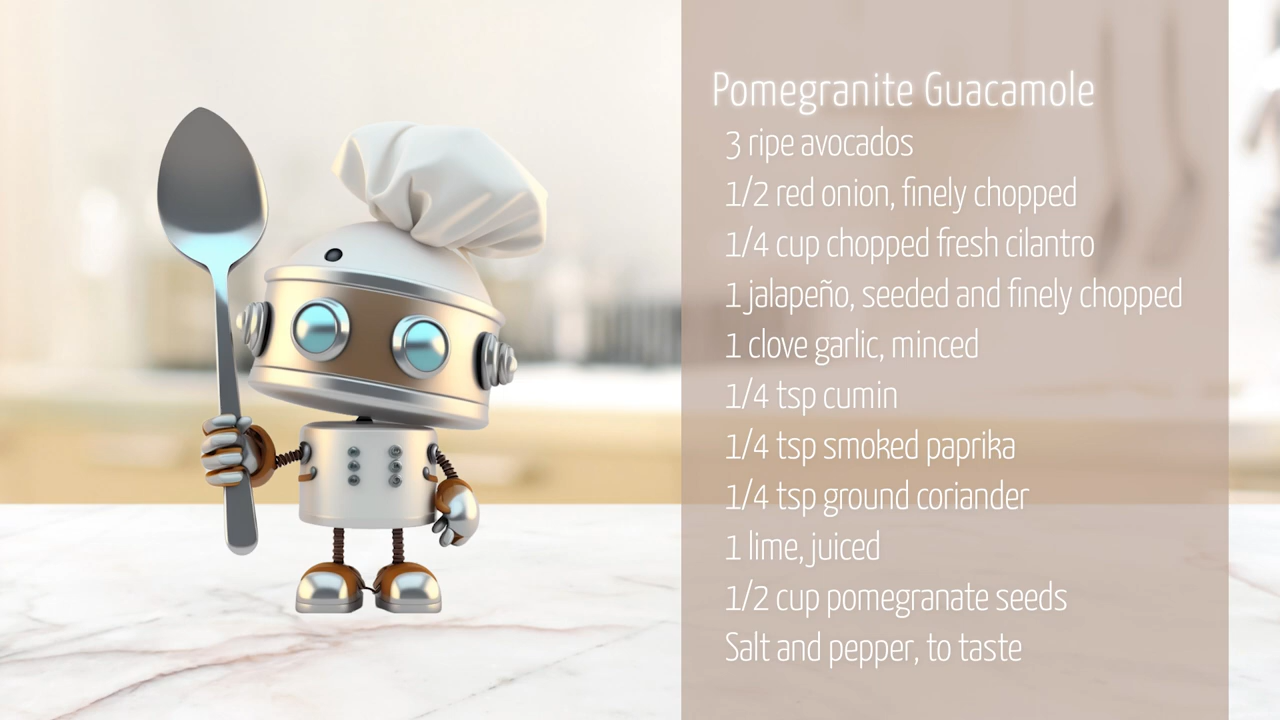 Pomegranite Guacamole
3 ripe avocados
1/2 red onion, finely chopped
1/4 cup chopped fresh cilantro
1 jalapeño, seeded and finely chopped
1 clove garlic, minced
1/4 tsp cumin
1/4 tsp smoked paprika
1/4 tsp ground coriander
1 lime, juiced
1/2 cup pomegranate seeds
Salt and pepper, to taste